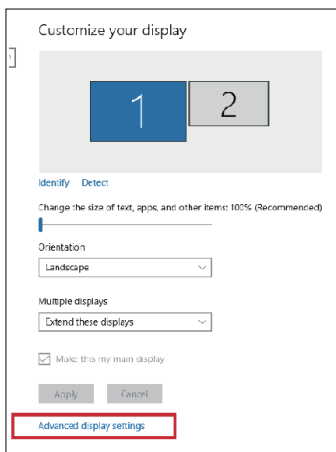 Customize your display
1
2
Identify Detect
Change the size of text, apps, and other items: 100% (Recommended)
Orientation
Landscape
Multiple displays
Extend these displays
Make this my main display
Apply Cancel
Advanced display settings